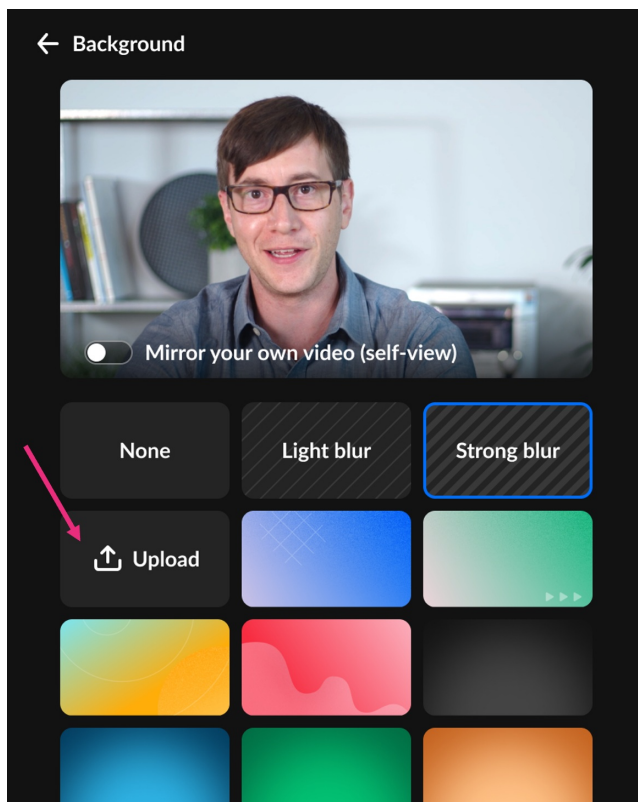 Background
Mirror your own video (self-view)
None
Light blur
Strong blur
Upload